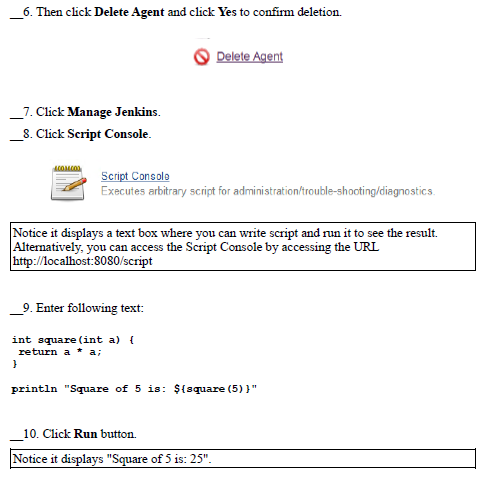 __6. Then click Delete Agent and click Yes to confirm deletion.
Delete Agent
__7. Click Manage Jenkins.
__8. Click Script Console.
Script Console
Executes arbitrary script for administration/trouble-shooting/diagnostics.
Notice it displays a text box where you can write script and run it to see the result.
Alternatively, you can access the Script Console by accessing the URL
http://localhost:8080/script
__9. Enter following text:
int square(int a) {
return a * a;
}
println "Square of 5 is: ${square(5)}"
__10. Click Run button.
Notice it displays "Square of 5 is: 25".